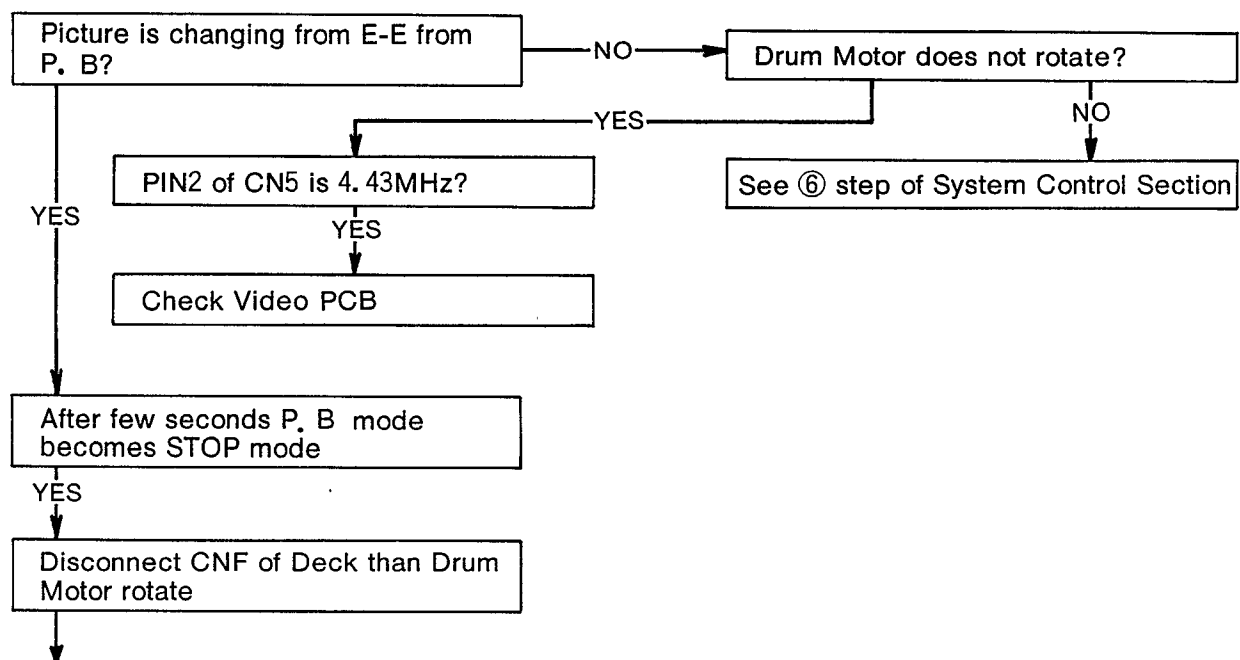 Picture is changing from E-E from
P. B?
NO
Drum Motor does not rotate?
YES
NO
PIN2 of CN5 is 4.43MHz?
See ⑥ step of System Control Section
YES
YES
Check Video PCB
After few seconds P. B mode
becomes STOP mode
YES
Disconnect CNF of Deck than Drum
Motor rotate